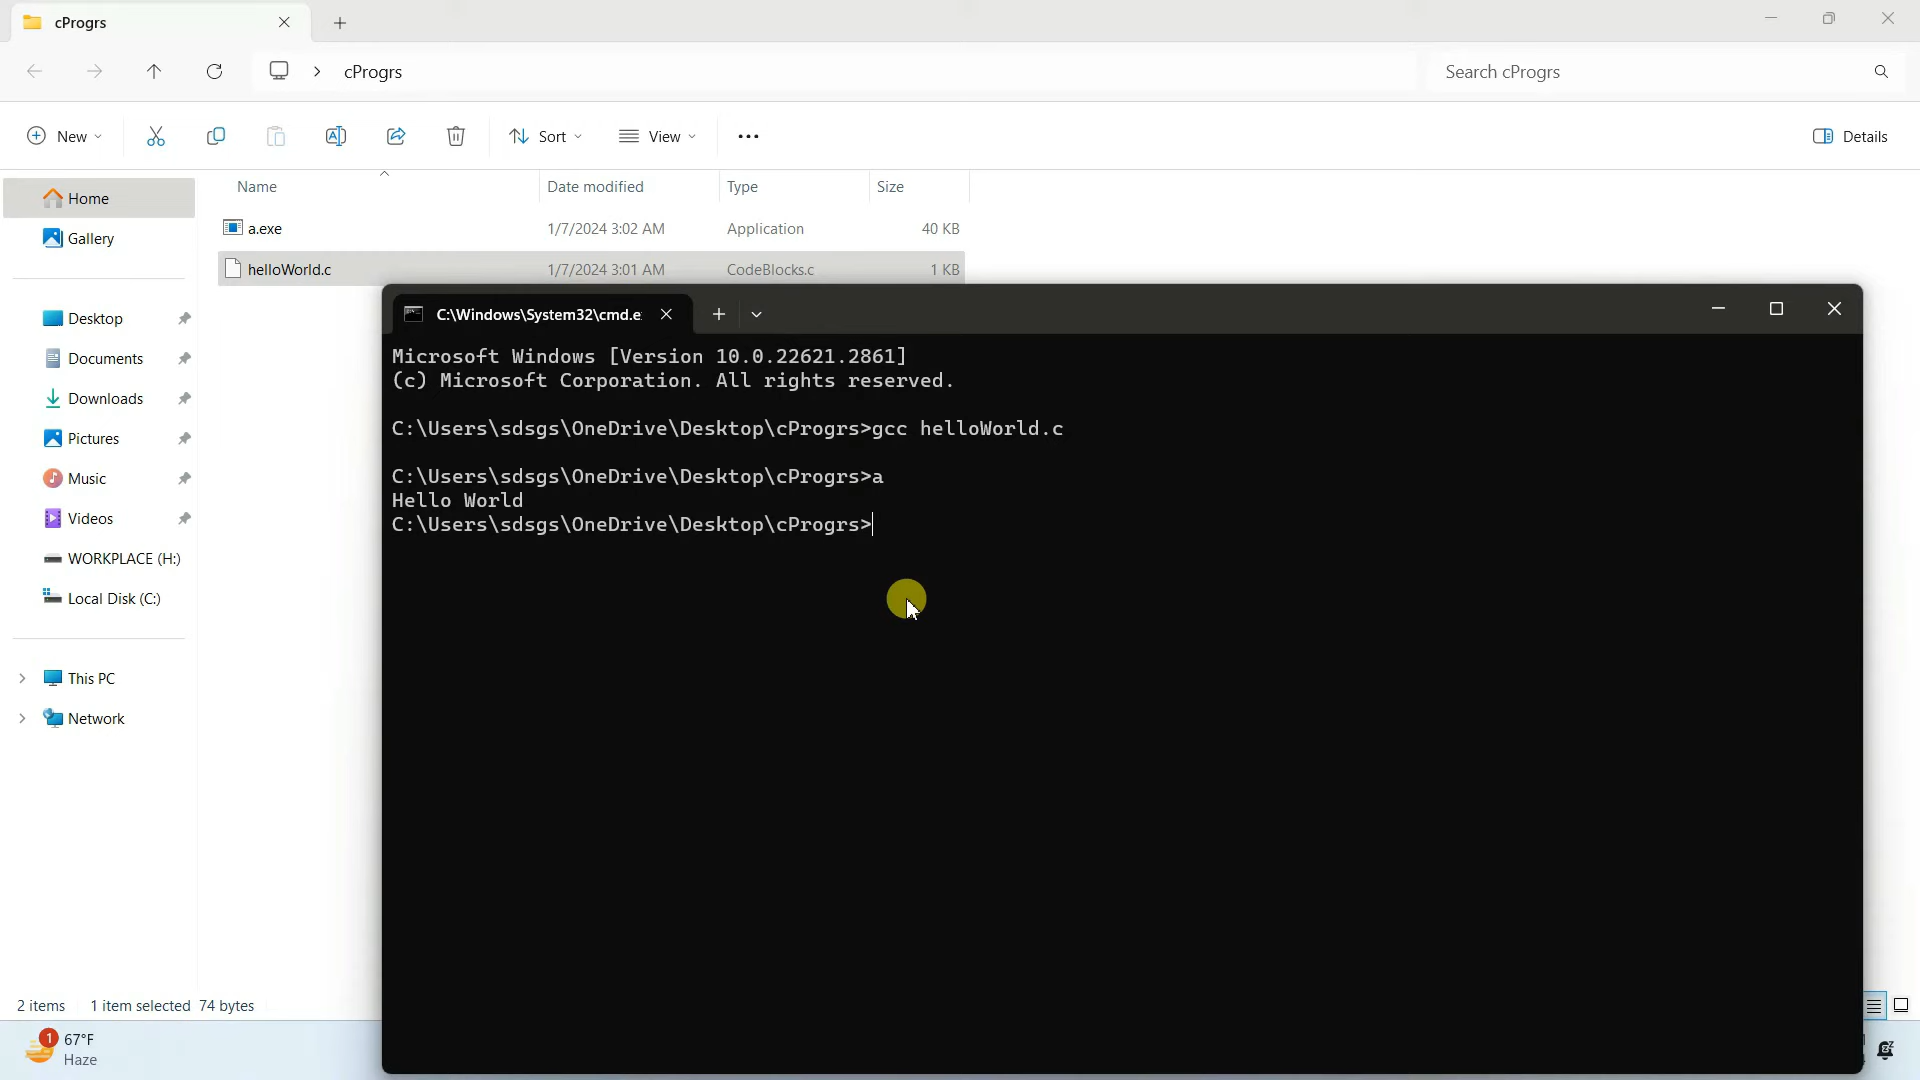 cProgrs
cProgrs
Search cProgrs
New
Sort
View
Details
Home
Gallery
Desktop
Documents
Downloads
Pictures
Music
Videos
WORKPLACE (H:)
Local Disk (C:)
This PC
Network
Name Date modified Type Size
a.exe 1/7/2024 3:02 AM Application 40 KB
helloWorld.c 1/7/2024 3:01 AM CodeBlocks.c 1 KB
C:\Windows\System32\cmd.e
Microsoft Windows [Version 10.0.22621.2861]
(c) Microsoft Corporation. All rights reserved.
C:\Users\sdsgs\OneDrive\Desktop\cProgrs>gcc helloWorld.c
C:\Users\sdsgs\OneDrive\Desktop\cProgrs>a
Hello World
C:\Users\sdsgs\OneDrive\Desktop\cProgrs>
2 items 1 item selected 74 bytes
1
67°F
Haze